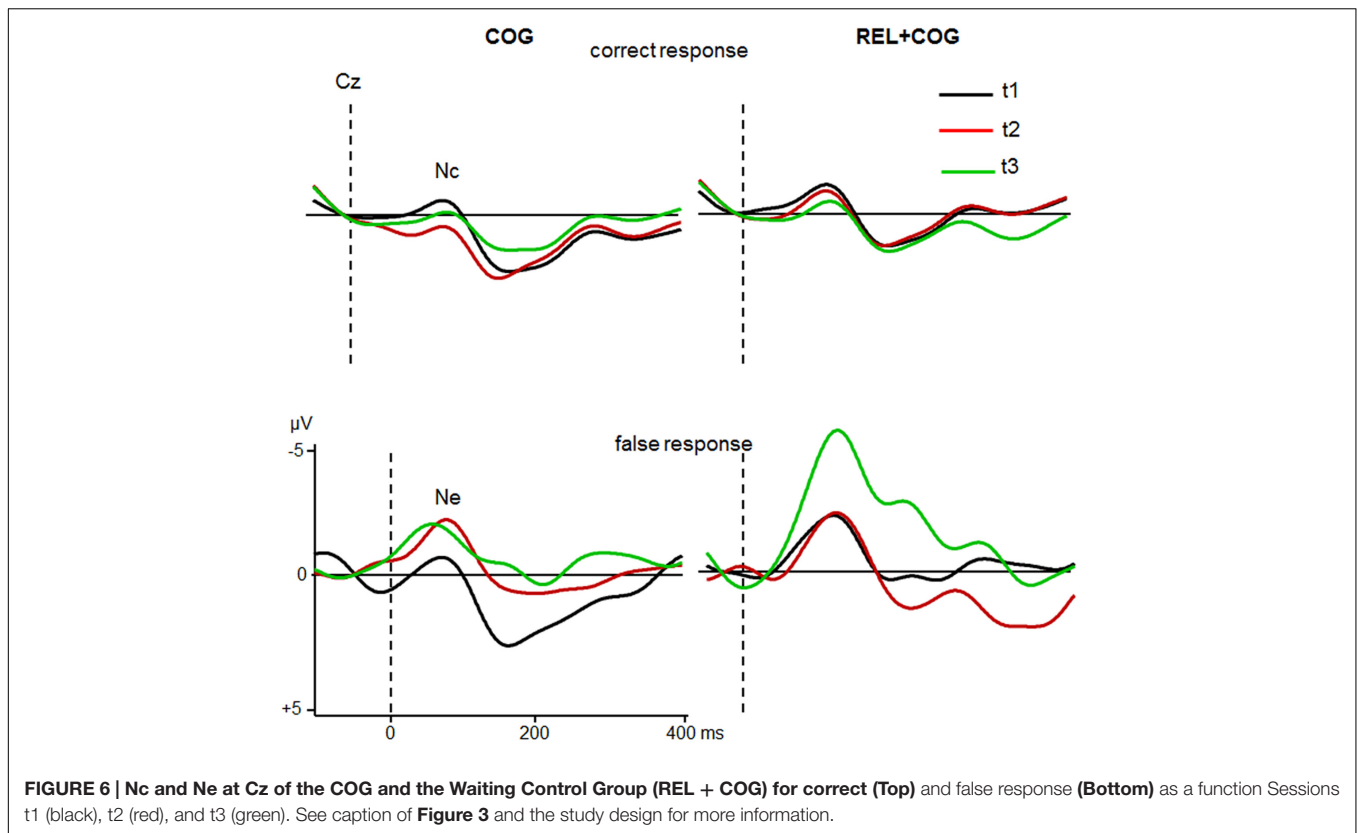 COG
REL+COG
correct response
Cz
t1
t2
t3
Nc
µV
-5
false response
Ne
0
+5
0
200
400 ms
FIGURE 6 | Nc and Ne at Cz of the COG and the Waiting Control Group (REL + COG) for correct (Top) and false response (Bottom) as a function Sessions
t1 (black), t2 (red), and t3 (green). See caption of Figure 3 and the study design for more information.